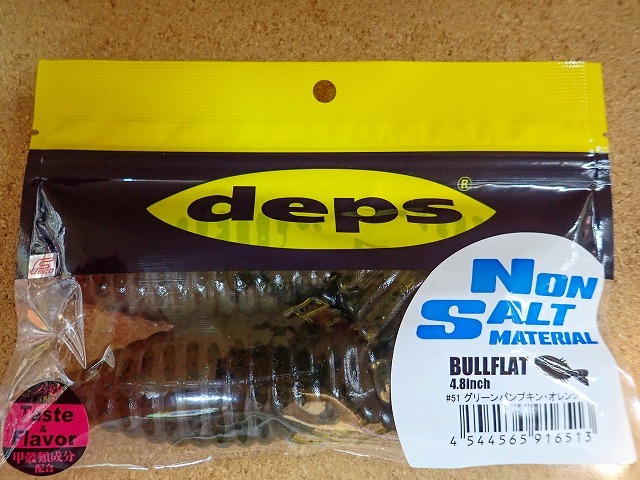 deps®
NON
SALT
MATERIAL
BULLFLAT
4.8inch
#51 グリーンパンプキン・オレンジ
4 544565 916513
Taste
&
Flavor
甲殻類成分
配合